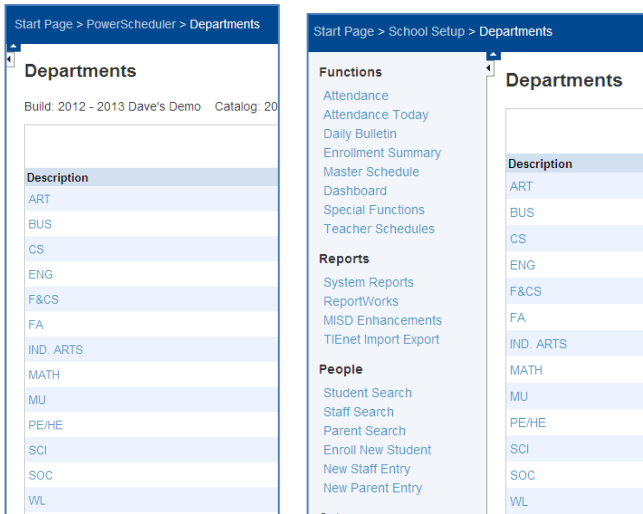 Start Page > PowerScheduler > Departments
Departments
Build: 2012 - 2013 Dave's Demo Catalog: 20
Description
ART
BUS
CS
ENG
F&CS
FA
IND. ARTS
MATH
MU
PE/HE
SCI
SOC
WL
Start Page > School Setup > Departments
Functions
Attendance
Attendance Today
Daily Bulletin
Enrollment Summary
Master Schedule
Dashboard
Special Functions
Teacher Schedules
Reports
System Reports
ReportWorks
MISD Enhancements
TIEnet Import Export
People
Student Search
Staff Search
Parent Search
Enroll New Student
New Staff Entry
New Parent Entry
Departments
Description
ART
BUS
CS
ENG
F&CS
FA
IND. ARTS
MATH
MU
PE/HE
SCI
SOC
WL